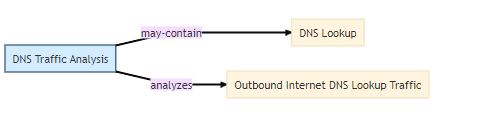 may-contain
DNS Lookup
DNS Traffic Analysis
analyzes
Outbound Internet DNS Lookup Traffic